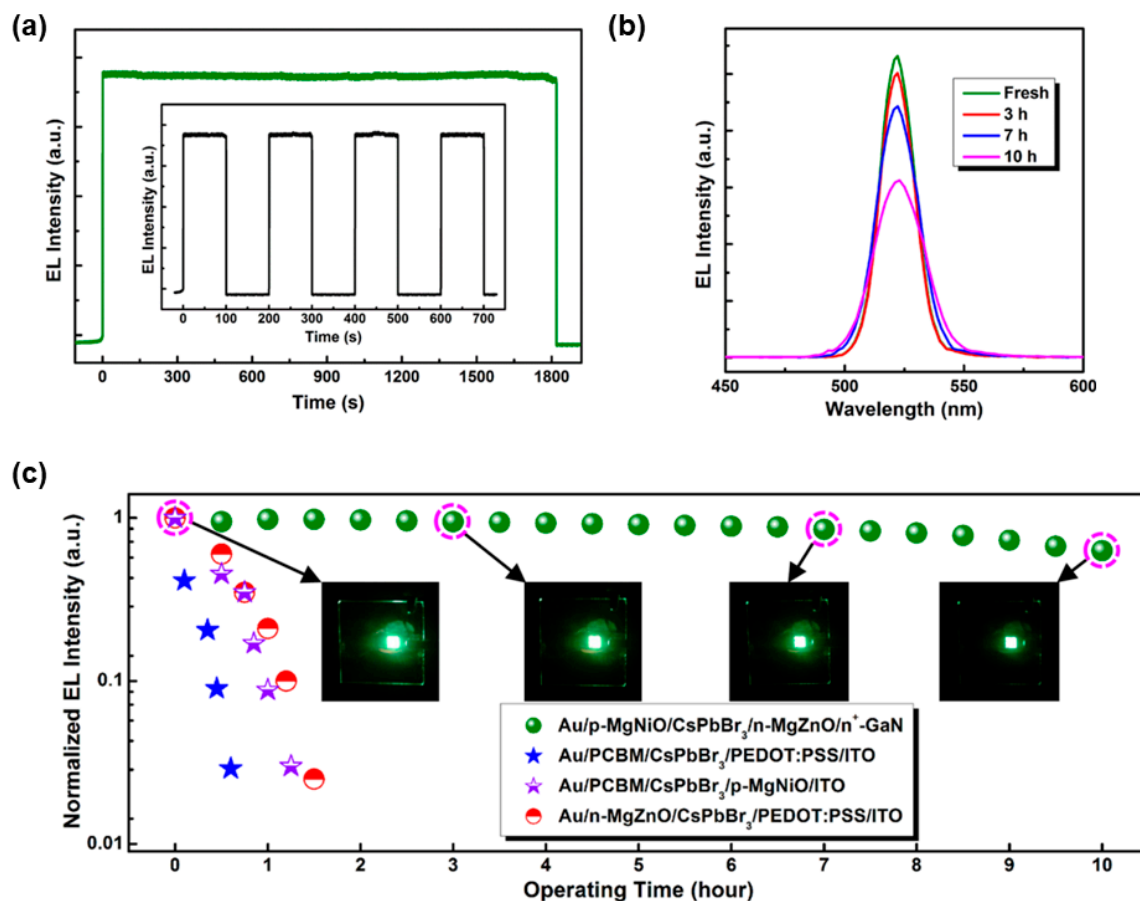 (a)
EL Intensity (a.u.)
0 300 600 900 1200 1500 1800
Time (s)
EL Intensity (a.u.)
0 100 200 300 400 500 600 700
Time (s)
(b)
EL Intensity (a.u.)
Fresh
3 h
7 h
10 h
450 500 550 600
Wavelength (nm)
(c)
Normalized EL Intensity (a.u.)
1
0.1
0.01
Au/p-MgNiO/CsPbBr₃/n-MgZnO/n⁺-GaN
Au/PCBM/CsPbBr₃/PEDOT:PSS/ITO
Au/PCBM/CsPbBr₃/p-MgNiO/ITO
Au/n-MgZnO/CsPbBr₃/PEDOT:PSS/ITO
0 1 2 3 4 5 6 7 8 9 10
Operating Time (hour)